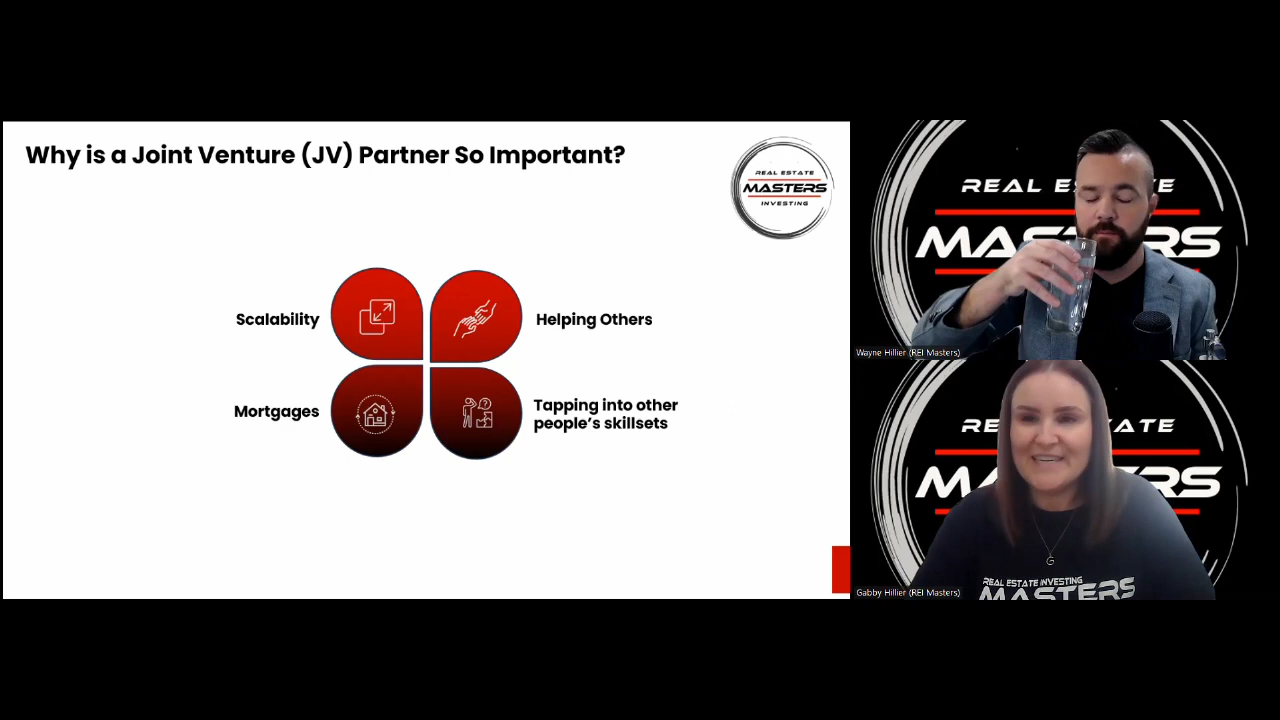 Why is a Joint Venture (JV) Partner So Important?
REAL ESTATE
MASTERS
INVESTING
Scalability
Helping Others
Mortgages
Tapping into other
people's skillsets
REAL ESTATE
MASTERS
Wayne Hillier (REI Masters)
REAL ESTATE
MASTERS
REAL ESTATE INVESTING
MASTERS
G
Gabby Hillier (REI Masters)